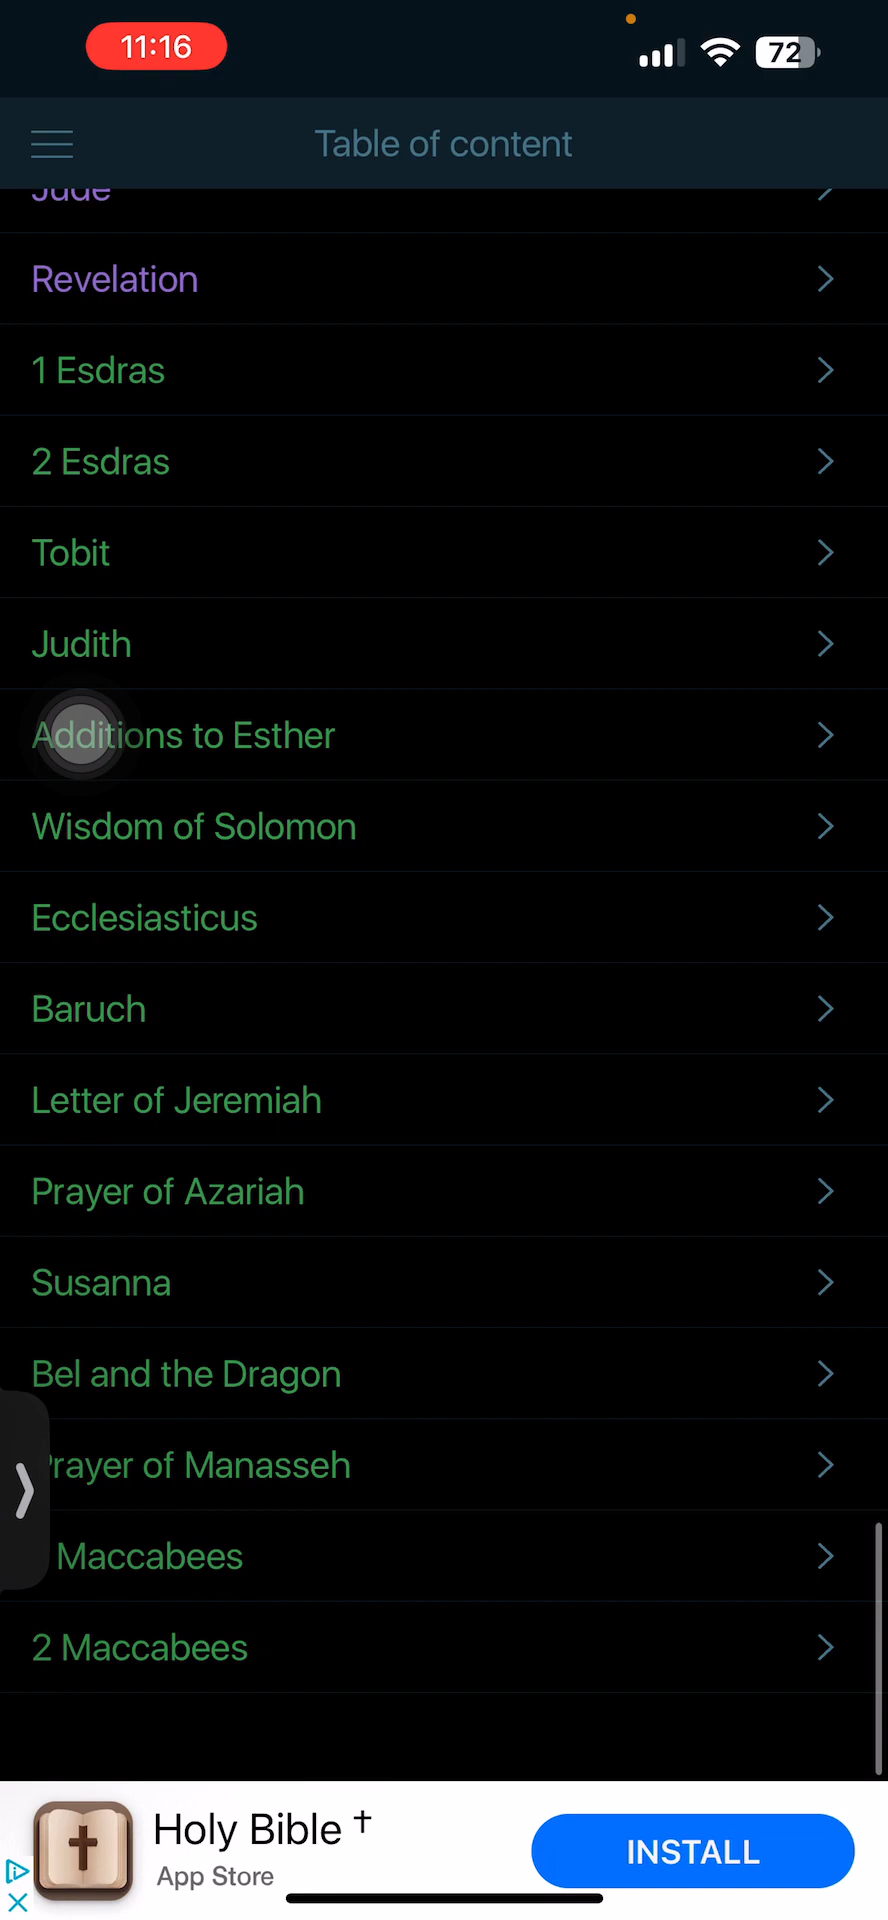 11:16
72
Table of content
Jude
Revelation
1 Esdras
2 Esdras
Tobit
Judith
Additions to Esther
Wisdom of Solomon
Ecclesiasticus
Baruch
Letter of Jeremiah
Prayer of Azariah
Susanna
Bel and the Dragon
Prayer of Manasseh
Maccabees
2 Maccabees
Holy Bible †
App Store
INSTALL